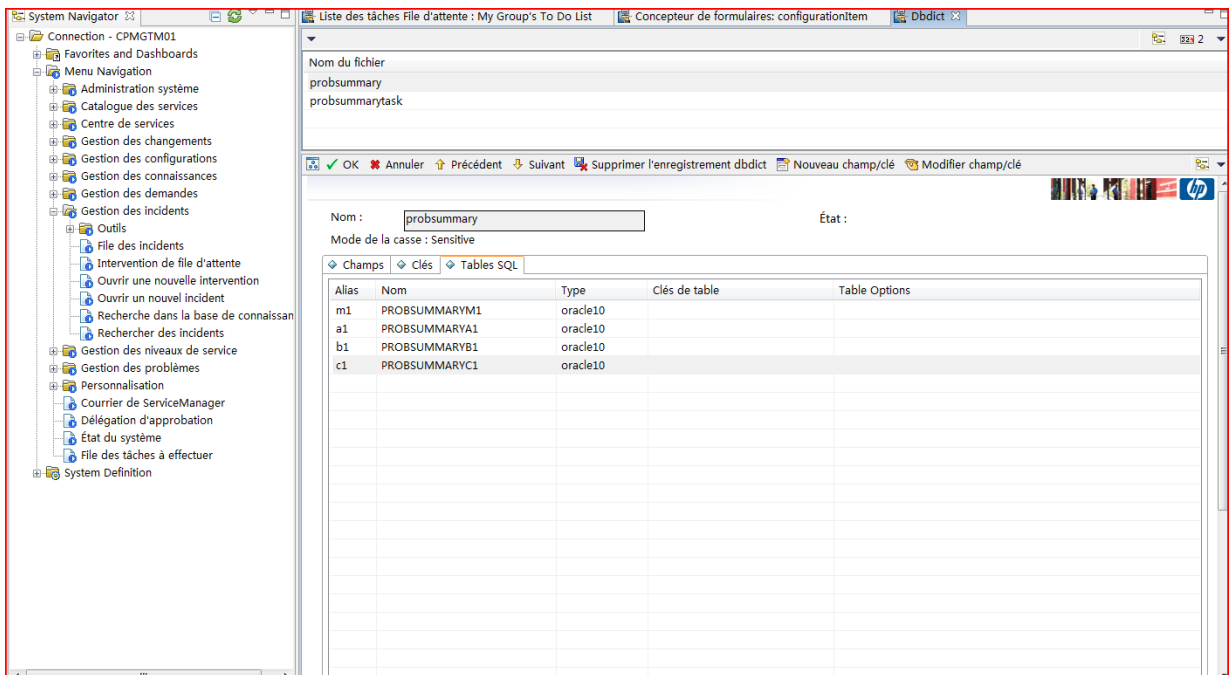 System Navigator
Connection - CPMGTM01
Favorites and Dashboards
Menu Navigation
Administration système
Catalogue des services
Centre de services
Gestion des changements
Gestion des configurations
Gestion des connaissances
Gestion des demandes
Gestion des incidents
Outils
File des incidents
Intervention de file d'attente
Ouvrir une nouvelle intervention
Ouvrir un nouvel incident
Recherche dans la base de connaissan
Rechercher des incidents
Gestion des niveaux de service
Gestion des problèmes
Personnalisation
Courrier de ServiceManager
Délégation d'approbation
État du système
File des tâches à effectuer
System Definition
Liste des tâches File d'attente : My Group's To Do List Concepteur de formulaires: configurationItem Dbdict
2
Nom du fichier
probsummary
probsummarytask
OK Annuler Précédent Suivant Supprimer l'enregistrement dbdict Nouveau champ/clé Modifier champ/clé
hp
Nom : probsummary État :
Mode de la casse : Sensitive
Champs Clés Tables SQL
Alias Nom Type Clés de table Table Options
m1 PROBSUMMARYM1 oracle10
a1 PROBSUMMARYA1 oracle10
b1 PROBSUMMARYB1 oracle10
c1 PROBSUMMARYC1 oracle10